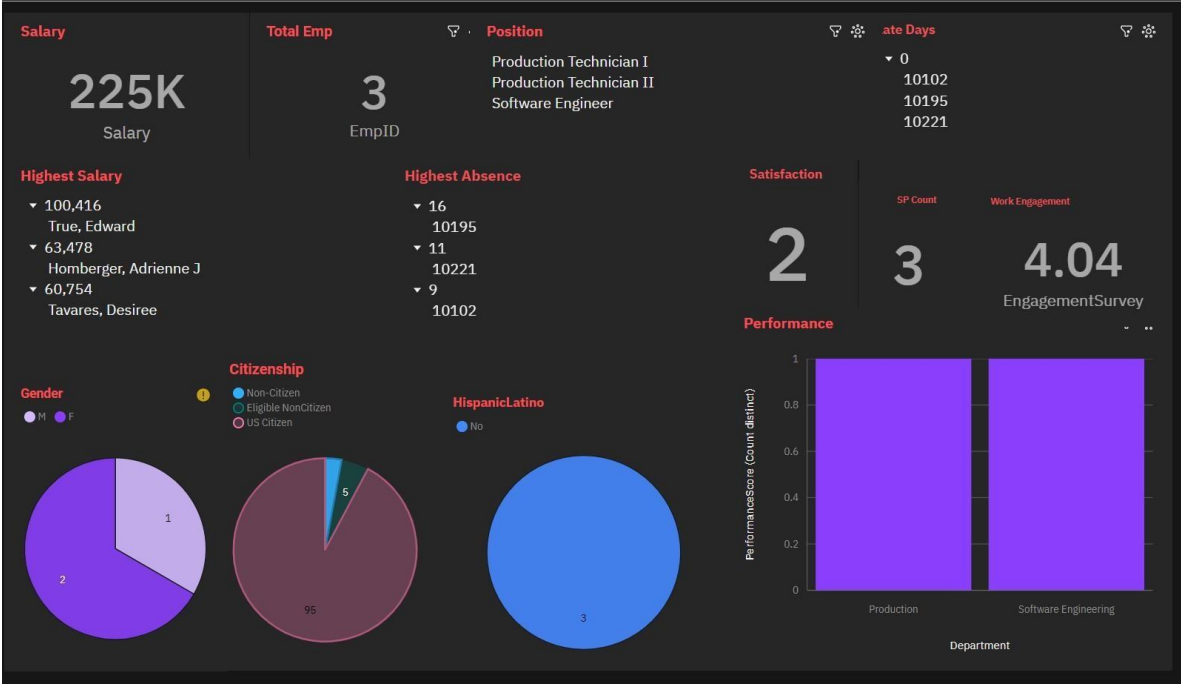 Salary
225K
Salary
Total Emp
3
EmpID
Position
Production Technician I
Production Technician II
Software Engineer
ate Days
0
10102
10195
10221
Highest Salary
100,416
True, Edward
63,478
Homberger, Adrienne J
60,754
Tavares, Desiree
Highest Absence
16
10195
11
10221
9
10102
Satisfaction
2
SP Count
3
Work Engagement
4.04
EngagementSurvey
Gender
M F
1
2
Citizenship
Non-Citizen
Eligible NonCitizen
US Citizen
5
95
HispanicLatino
No
3
Performance
PerformanceScore (Count distinct)
1
0.8
0.6
0.4
0.2
0
Production
Software Engineering
Department